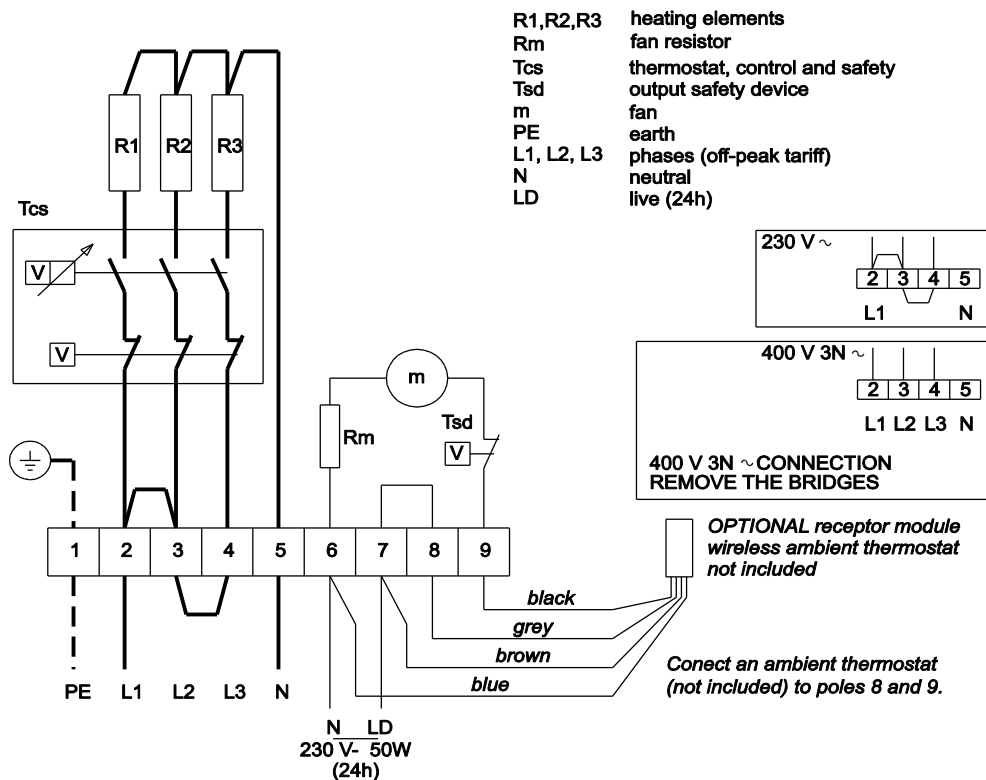 R1,R2,R3 heating elements
Rm fan resistor
Tcs thermostat, control and safety
Tsd output safety device
m fan
PE earth
L1, L2, L3 phases (off-peak tariff)
N neutral
LD live (24h)
R1 R2 R3
Tcs
V
V
m
Rm
Tsd
V
230 V ~
2 3 4 5
L1 N
400 V 3N ~
2 3 4 5
L1 L2 L3 N
400 V 3N ~ CONNECTION
REMOVE THE BRIDGES
1 2 3 4 5 6 7 8 9
OPTIONAL receptor module
wireless ambient thermostat
not included
black
grey
brown
blue
Conect an ambient thermostat
(not included) to poles 8 and 9.
PE L1 L2 L3 N
N LD
230 V- 50W
(24h)